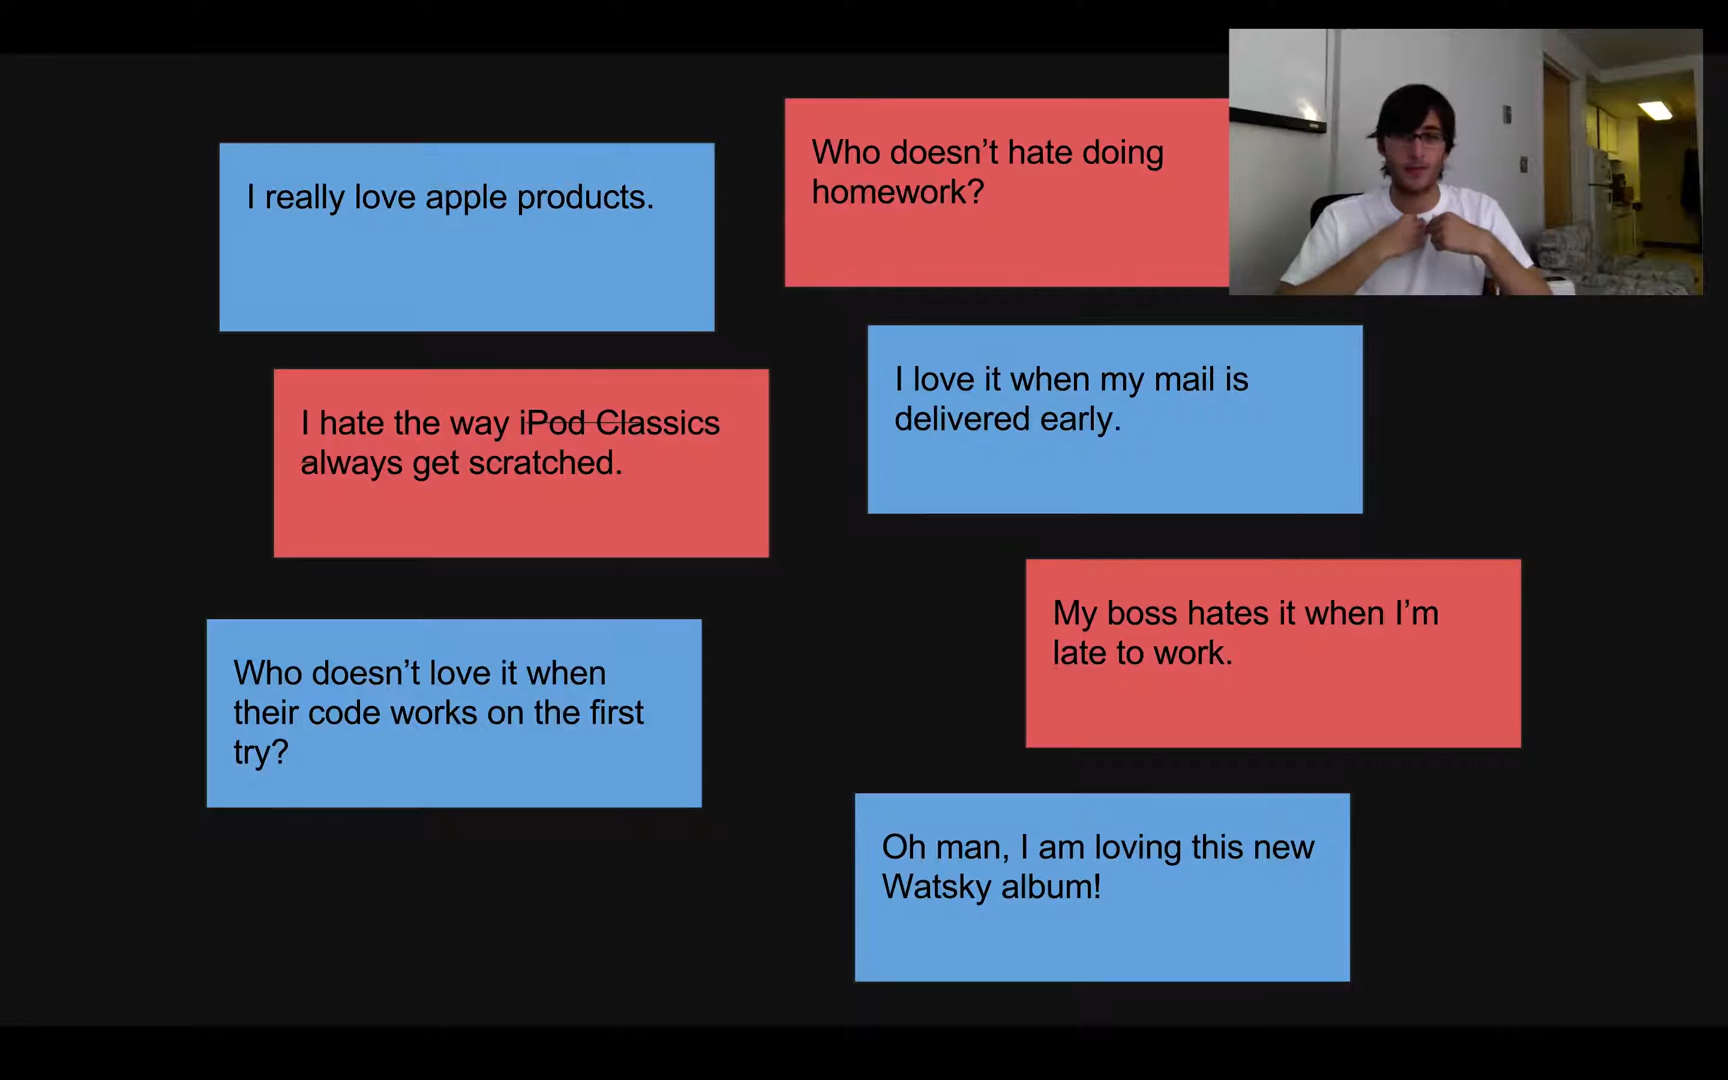 I really love apple products.
Who doesn’t hate doing
homework?
I hate the way iPod Classics
always get scratched.
I love it when my mail is
delivered early.
My boss hates it when I’m
late to work.
Who doesn’t love it when
their code works on the first
try?
Oh man, I am loving this new
Watsky album!